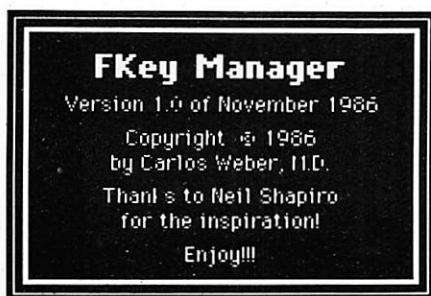 FKey Manager
Version 1.0 of November 1986
Copyright © 1986
by Carlos Weber, M.D.
Thanks to Neil Shapiro
for the inspiration!
Enjoy!!!